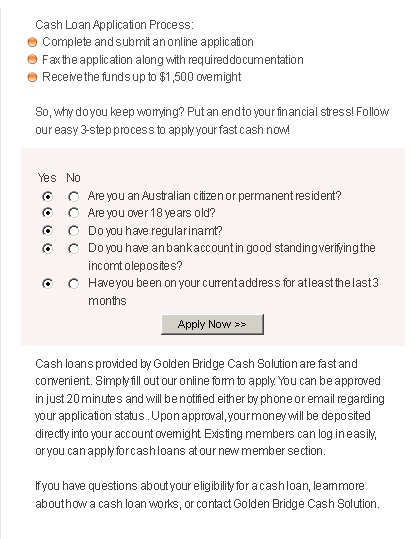 Cash Loan Application Process:
Complete and submit an online application
Fax the application along with required documentation
Receive the funds up to $1,500 overnight
So, why do you keep worrying? Put an end to your financial stress! Follow
our easy 3-step process to apply your fast cash now!
Yes No
Are you an Australian citizen or permanent resident?
Are you over 18 years old?
Do you have regular inamt?
Do you have an bank account in good standing verifying the
incomt oleposites?
Have you been on your current address for at least the last 3
months
Apply Now >>
Cash loans provided by Golden Bridge Cash Solution are fast and
convenient. Simply fill out our online form to apply. You can be approved
in just 20 minutes and will be notified either by phone or email regarding
your application status . Upon approval, your money will be deposited
directly into your account overnight. Existing members can log in easily,
or you can apply for cash loans at our new member section.
If you have questions about your eligibility for a cash loan, learn more
about how a cash loan works, or contact Golden Bridge Cash Solution.